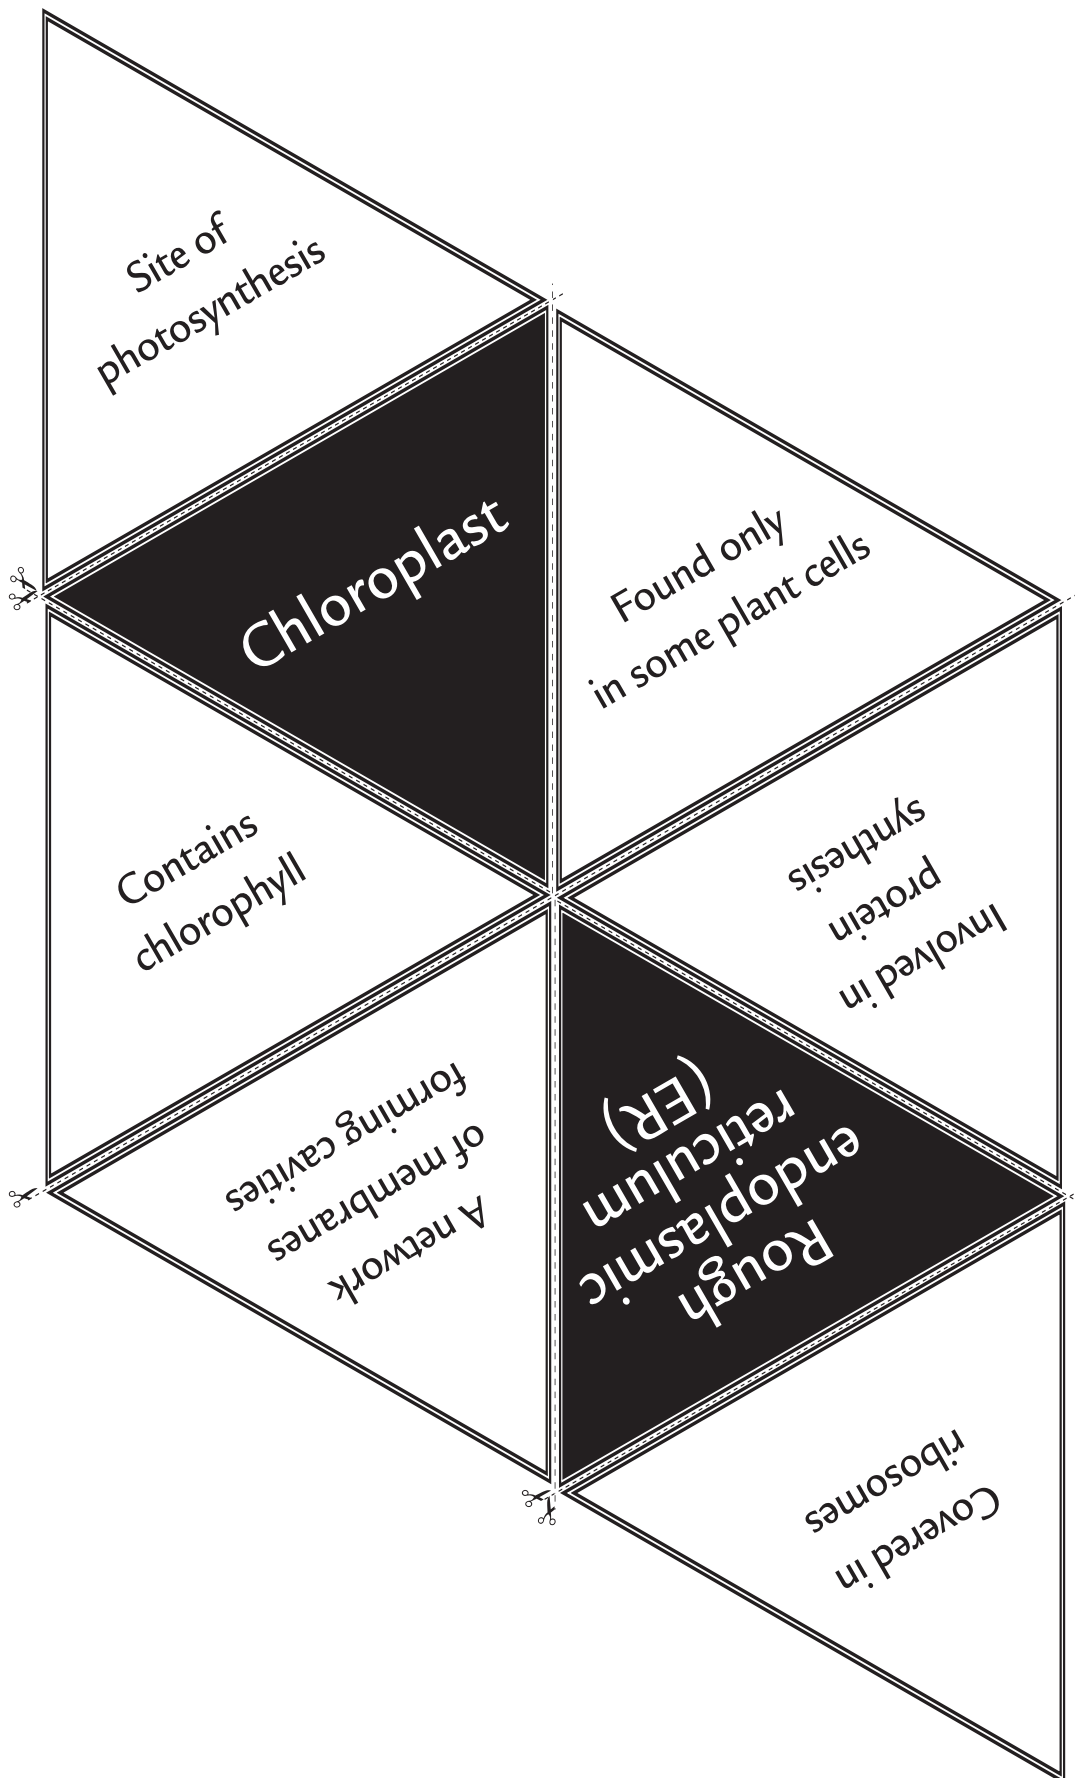 Site of
photosynthesis
Chloroplast
Found only
in some plant cells
Contains
chlorophyll
Involved in
protein
synthesis
A network
of membranes
forming cavities
Rough
endoplasmic
reticulum
(ER)
Covered in
ribosomes